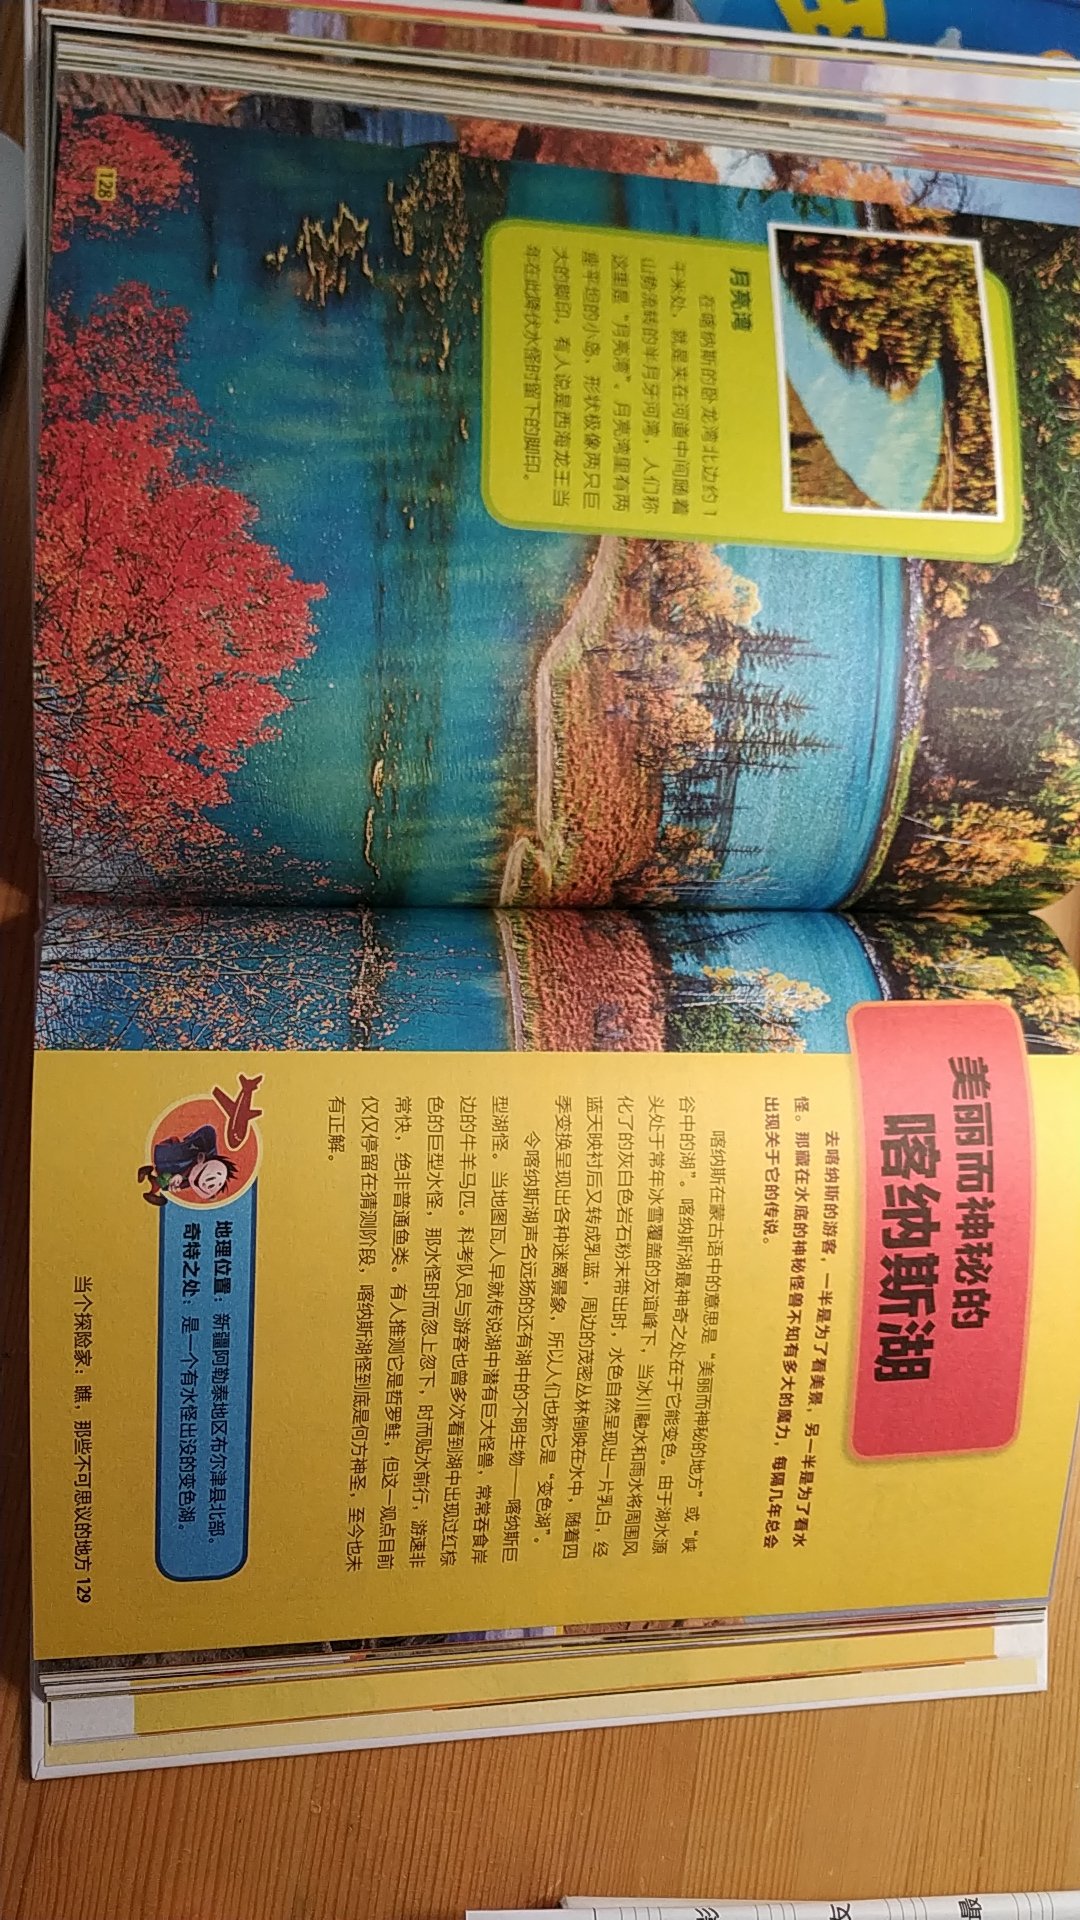 月亮湾
在喀纳斯的卧龙湾北边约1
千米处，就是夹在河道中间随着
山势流转的半月牙河湾，人们称
这里是“月亮湾”。月亮湾里有两
座平坦的小岛，形状极像两只巨
大的脚印。有人说是西海龙王当
年在此降伏水怪时留下的脚印。
128
美丽而神秘的
喀纳斯湖
去喀纳斯的游客，一半是为了看美景，另一半是为了看水
怪。那藏在水底的神秘怪兽不知有多大的魔力，每隔几年总会
出现关于它的传说。
喀纳斯在蒙古语中的意思是“美丽而神秘的地方”或“峡
谷中的湖”。喀纳斯湖最神奇之处在于它能变色。由于湖水源
头处于常年冰雪覆盖的友谊峰下，当冰川融水和雨水将周围风
化了的灰白色岩石粉末带出时，水色自然呈现出一片乳白，经
蓝天映衬后又转成乳蓝，周边的茂密丛林倒映在水中，随着四
季变换呈现出各种迷离景象，所以人们也称它是“变色湖”。
令喀纳斯湖声名远扬的还有湖中的不明生物——喀纳斯巨
型湖怪。当地图瓦人早就传说湖中潜有巨大怪兽，常常吞食岸
边的牛羊马匹。科考队员与游客也曾多次看到湖中出现过红棕
色的巨型水怪，那水怪时而忽上忽下，时而贴水前行，游速非
常快，绝非普通鱼类。有人推测它是哲罗鲑，但这一观点目前
仅仅停留在猜测阶段，喀纳斯湖怪到底是何方神圣，至今也未
有正解。
地理位置：新疆阿勒泰地区布尔津县北部。
奇特之处：是一个有水怪出没的变色湖。
当个探险家：瞧，那些不可思议的地方 129